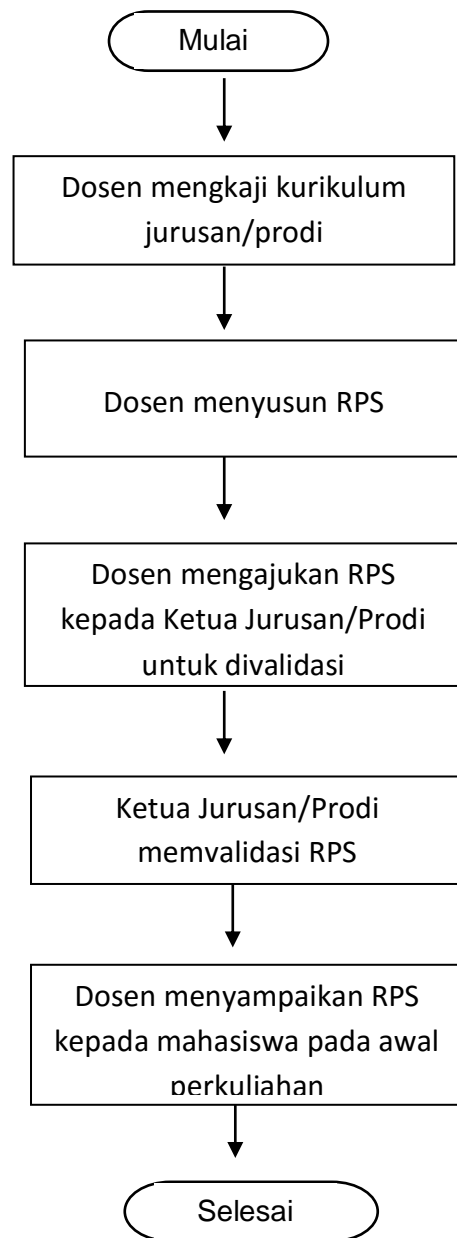 Mulai
Dosen mengkaji kurikulum
jurusan/prodi
Dosen menyusun RPS
Dosen mengajukan RPS
kepada Ketua Jurusan/Prodi
untuk divalidasi
Ketua Jurusan/Prodi
memvalidasi RPS
Dosen menyampaikan RPS
kepada mahasiswa pada awal
perkuliahan
Selesai